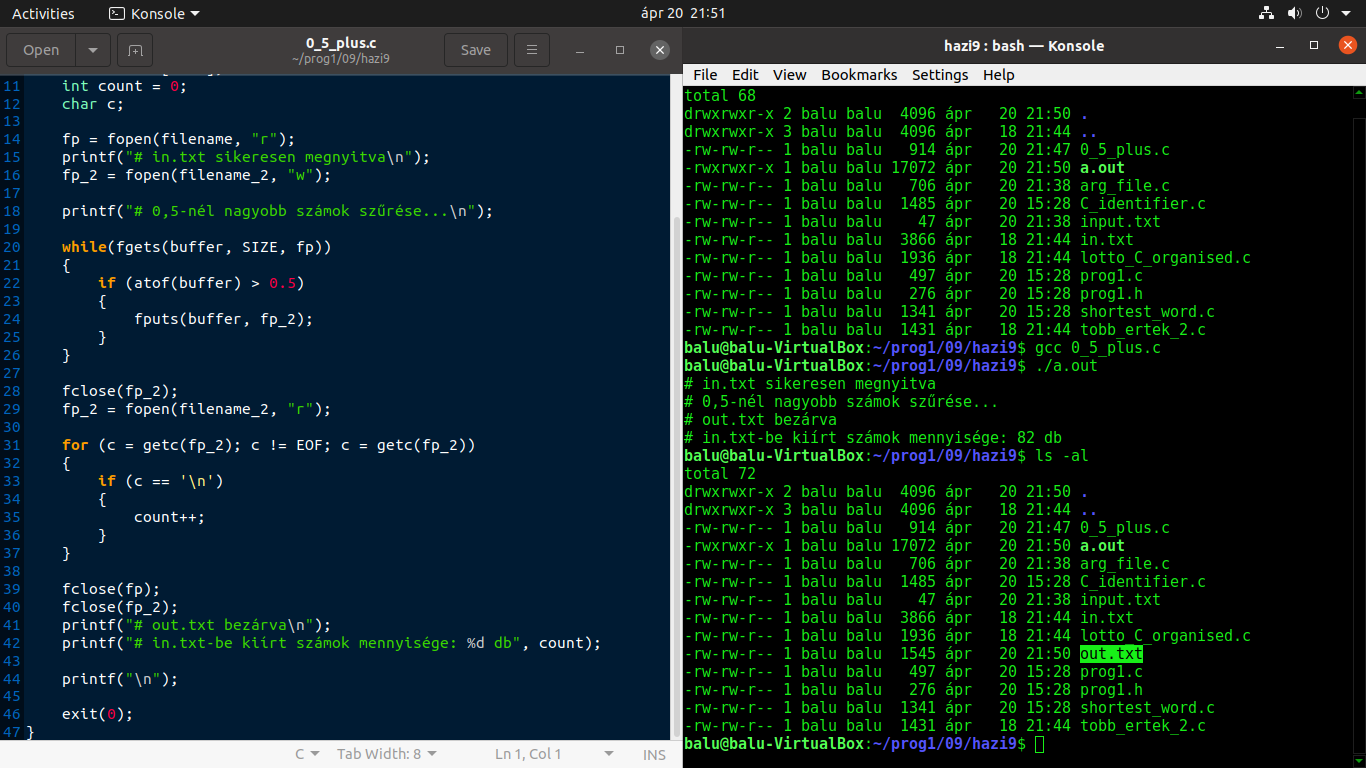 Activities Konsole ápr 20 21:51
Open 0_5_plus.c Save
~/prog1/09/hazi9
11 int count = 0;
12 char c;
13
14 fp = fopen(filename, "r");
15 printf("# in.txt sikeresen megnyitva\n");
16 fp_2 = fopen(filename_2, "w");
17
18 printf("# 0,5-nél nagyobb számok szűrése...\n");
19
20 while(fgets(buffer, SIZE, fp))
21 {
22 if (atof(buffer) > 0.5)
23 {
24 fputs(buffer, fp_2);
25 }
26 }
27
28 fclose(fp_2);
29 fp_2 = fopen(filename_2, "r");
30
31 for (c = getc(fp_2); c != EOF; c = getc(fp_2))
32 {
33 if (c == '\n')
34 {
35 count++;
36 }
37 }
38
39 fclose(fp);
40 fclose(fp_2);
41 printf("# out.txt bezárva\n");
42 printf("# in.txt-be kiírt számok mennyisége: %d db", count);
43
44 printf("\n");
45
46 exit(0);
47 }
C Tab Width: 8 Ln 1, Col 1 INS
hazi9 : bash — Konsole
File Edit View Bookmarks Settings Help
total 68
drwxrwxr-x 2 balu balu 4096 ápr 20 21:50 .
drwxrwxr-x 3 balu balu 4096 ápr 18 21:44 ..
-rw-rw-r-- 1 balu balu 914 ápr 20 21:47 0_5_plus.c
-rwxrwxr-x 1 balu balu 17072 ápr 20 21:50 a.out
-rw-rw-r-- 1 balu balu 706 ápr 20 21:38 arg_file.c
-rw-rw-r-- 1 balu balu 1485 ápr 20 15:28 C_identifier.c
-rw-rw-r-- 1 balu balu 47 ápr 20 21:38 input.txt
-rw-rw-r-- 1 balu balu 3866 ápr 18 21:44 in.txt
-rw-rw-r-- 1 balu balu 1936 ápr 18 21:44 lotto_C_organised.c
-rw-rw-r-- 1 balu balu 497 ápr 20 15:28 prog1.c
-rw-rw-r-- 1 balu balu 276 ápr 20 15:28 prog1.h
-rw-rw-r-- 1 balu balu 1341 ápr 20 15:28 shortest_word.c
-rw-rw-r-- 1 balu balu 1431 ápr 18 21:44 tobb_ertek_2.c
balu@balu-VirtualBox:~/prog1/09/hazi9$ gcc 0_5_plus.c
balu@balu-VirtualBox:~/prog1/09/hazi9$ ./a.out
# in.txt sikeresen megnyitva
# 0,5-nél nagyobb számok szűrése...
# out.txt bezárva
# in.txt-be kiírt számok mennyisége: 82 db
balu@balu-VirtualBox:~/prog1/09/hazi9$ ls -al
total 72
drwxrwxr-x 2 balu balu 4096 ápr 20 21:50 .
drwxrwxr-x 3 balu balu 4096 ápr 18 21:44 ..
-rw-rw-r-- 1 balu balu 914 ápr 20 21:47 0_5_plus.c
-rwxrwxr-x 1 balu balu 17072 ápr 20 21:50 a.out
-rw-rw-r-- 1 balu balu 706 ápr 20 21:38 arg_file.c
-rw-rw-r-- 1 balu balu 1485 ápr 20 15:28 C_identifier.c
-rw-rw-r-- 1 balu balu 47 ápr 20 21:38 input.txt
-rw-rw-r-- 1 balu balu 3866 ápr 18 21:44 in.txt
-rw-rw-r-- 1 balu balu 1936 ápr 18 21:44 lotto_C_organised.c
-rw-rw-r-- 1 balu balu 1545 ápr 20 21:50 out.txt
-rw-rw-r-- 1 balu balu 497 ápr 20 15:28 prog1.c
-rw-rw-r-- 1 balu balu 276 ápr 20 15:28 prog1.h
-rw-rw-r-- 1 balu balu 1341 ápr 20 15:28 shortest_word.c
-rw-rw-r-- 1 balu balu 1431 ápr 18 21:44 tobb_ertek_2.c
balu@balu-VirtualBox:~/prog1/09/hazi9$